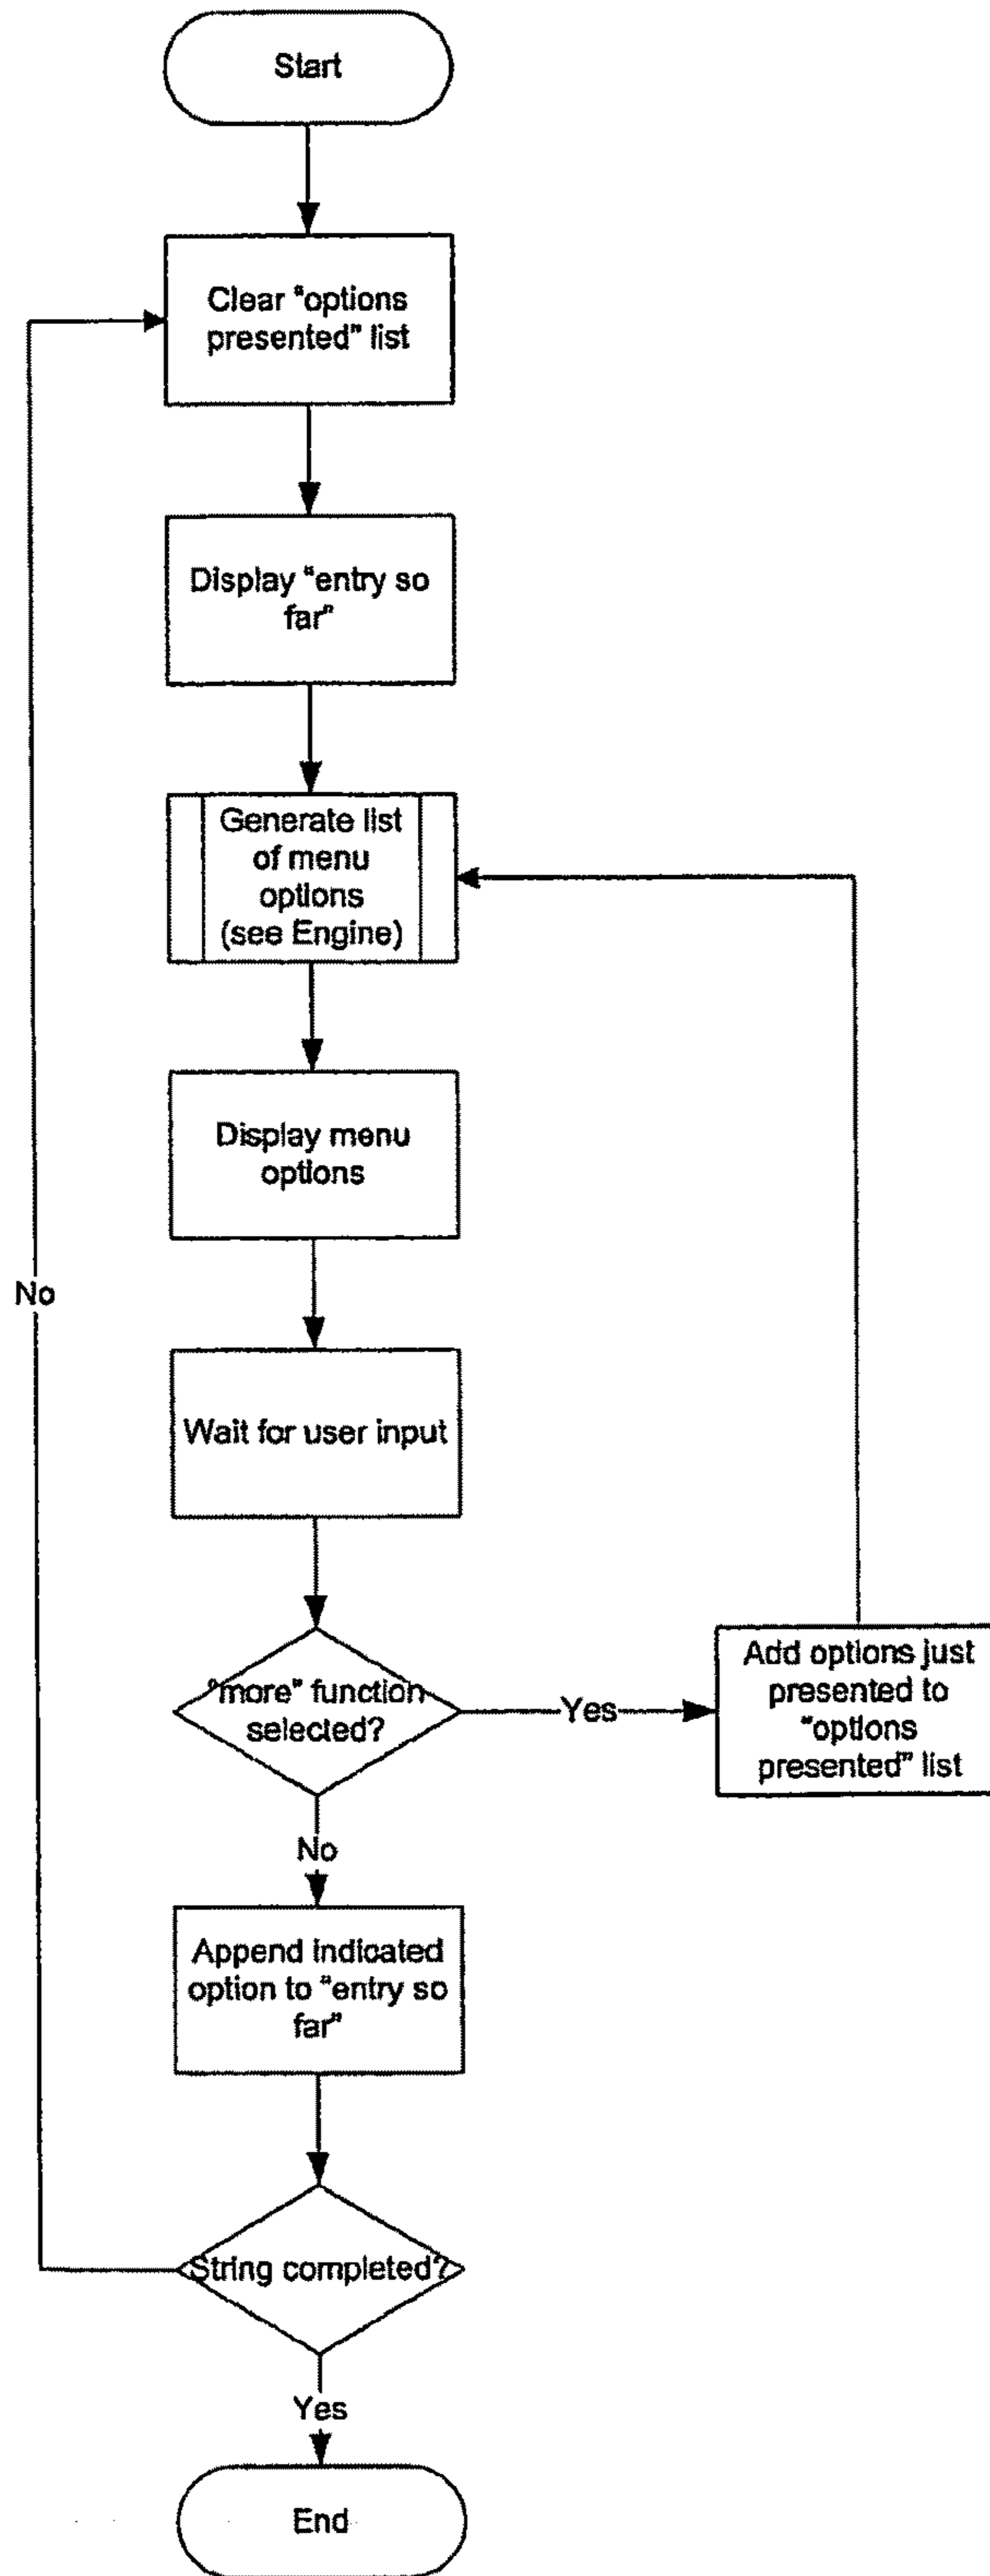 Start
Clear "options
presented" list
Display "entry so
far"
Generate list
of menu
options
(see Engine)
Display menu
options
No
Wait for user input
"more" function
selected?
Yes
Add options just
presented to
"options
presented" list
No
Append indicated
option to "entry so
far"
String completed?
Yes
End